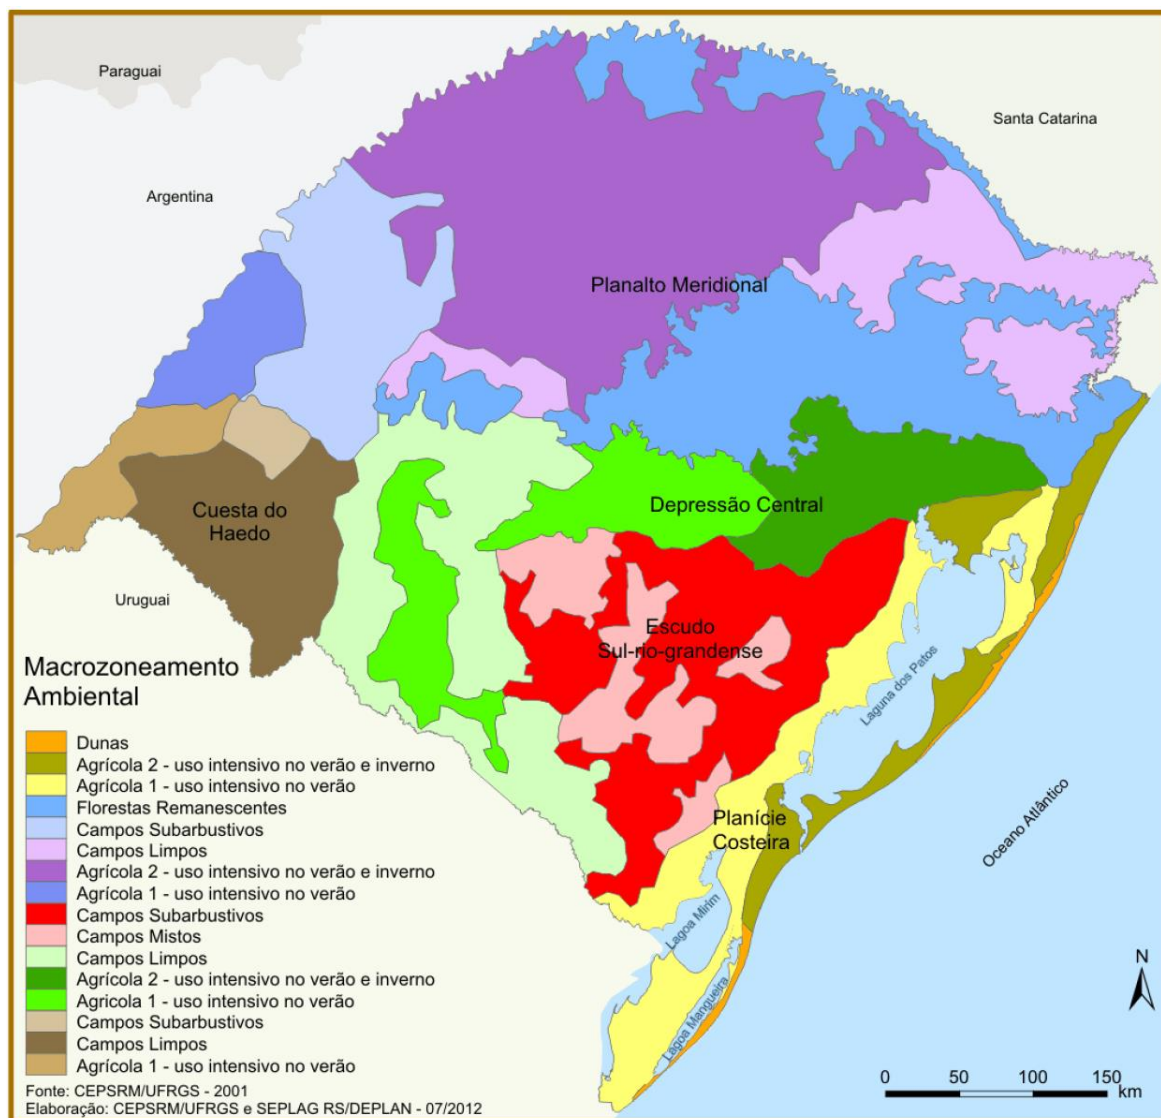 Paraguai
Santa Catarina
Argentina
Planalto Meridional
Cuesta do
Haedo
Depressão Central
Uruguai
Escudo
Sul-rio-grandense
Laguna dos Patos
Planície
Costeira
Oceano Atlântico
Lagoa Mirim
Lagoa Mangueira
Macrozoneamento
Ambiental
Dunas
Agrícola 2 - uso intensivo no verão e inverno
Agrícola 1 - uso intensivo no verão
Florestas Remanescentes
Campos Subarbustivos
Campos Limpos
Agrícola 2 - uso intensivo no verão e inverno
Agrícola 1 - uso intensivo no verão
Campos Subarbustivos
Campos Mistos
Campos Limpos
Agrícola 2 - uso intensivo no verão e inverno
Agricola 1 - uso intensivo no verão
Campos Subarbustivos
Campos Limpos
Agrícola 1 - uso intensivo no verão
Fonte: CEPSRM/UFRGS - 2001
Elaboração: CEPSRM/UFRGS e SEPLAG RS/DEPLAN - 07/2012
N
0 50 100 150
km